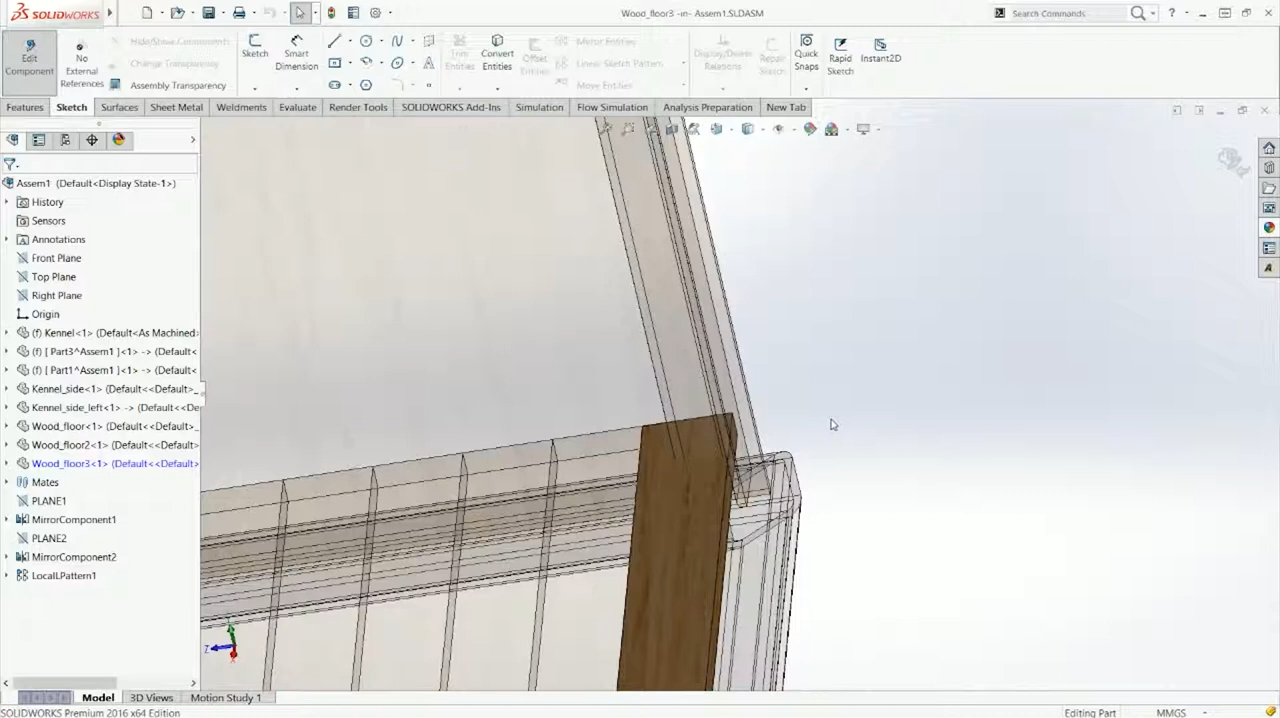 SOLIDWORKS
Wood_floor3 -in- Assem1.SLDASM
Search Commands
Edit Component
No External References
Hide/Show Components
Change Transparency
Assembly Transparency
Sketch
Smart Dimension
Trim Entities
Convert Entities
Offset Entities
Mirror Entities
Linear Sketch Pattern
Move Entities
Display/Delete Relations
Repair Sketch
Quick Snaps
Rapid Sketch
Instant2D
Features Sketch Surfaces Sheet Metal Weldments Evaluate Render Tools SOLIDWORKS Add-Ins Simulation Flow Simulation Analysis Preparation New Tab
Assem1 (Default<Display State-1>)
History
Sensors
Annotations
Front Plane
Top Plane
Right Plane
Origin
(f) Kennel<1> (Default<As Machined>
(f) [ Part3^Assem1 ]<1> -> (Default<
(f) [ Part1^Assem1 ]<1> -> (Default<
Kennel_side<1> (Default<<Default>_
Kennel_side_left<1> -> (Default<<De
Wood_floor<1> (Default<<Default>_
Wood_floor2<1> (Default<<Default>
Wood_floor3<1> (Default<<Default>
Mates
PLANE1
MirrorComponent1
PLANE2
MirrorComponent2
LocalLPattern1
Y
Z
Model 3D Views Motion Study 1
SOLIDWORKS Premium 2016 x64 Edition
Editing Part MMGS